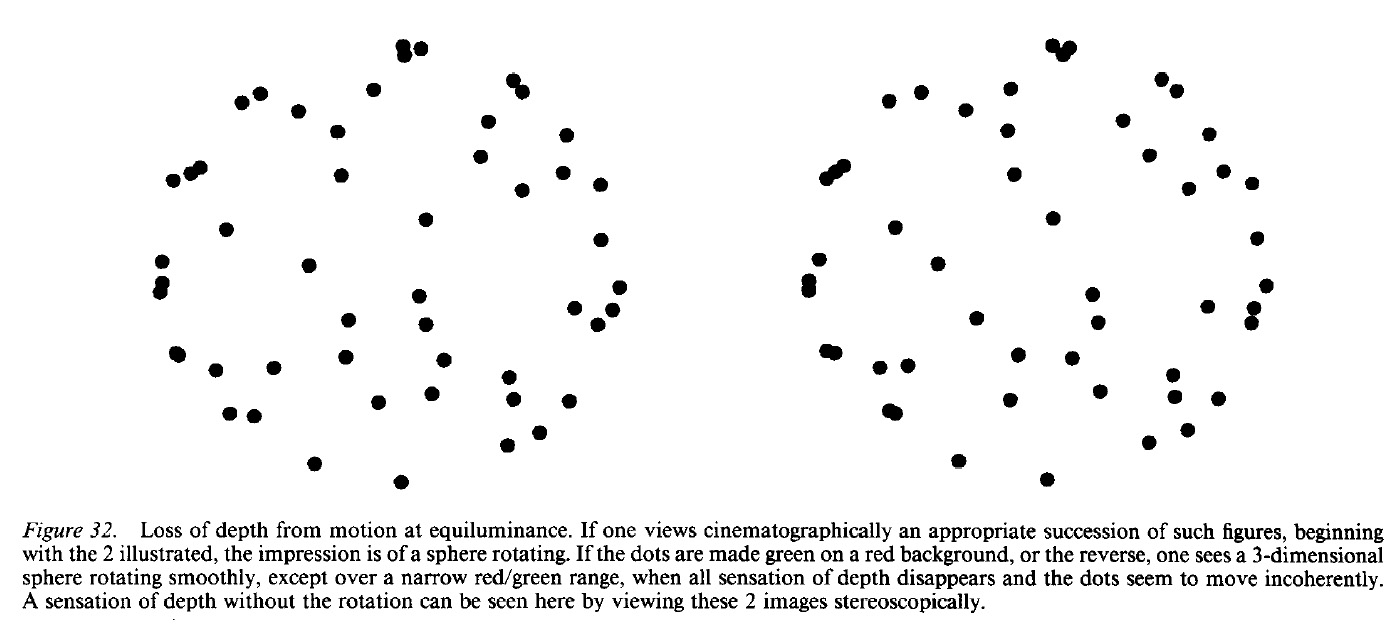 Figure 32. Loss of depth from motion at equiluminance. If one views cinematographically an appropriate succession of such figures, beginning
with the 2 illustrated, the impression is of a sphere rotating. If the dots are made green on a red background, or the reverse, one sees a 3-dimensional
sphere rotating smoothly, except over a narrow red/green range, when all sensation of depth disappears and the dots seem to move incoherently.
A sensation of depth without the rotation can be seen here by viewing these 2 images stereoscopically.